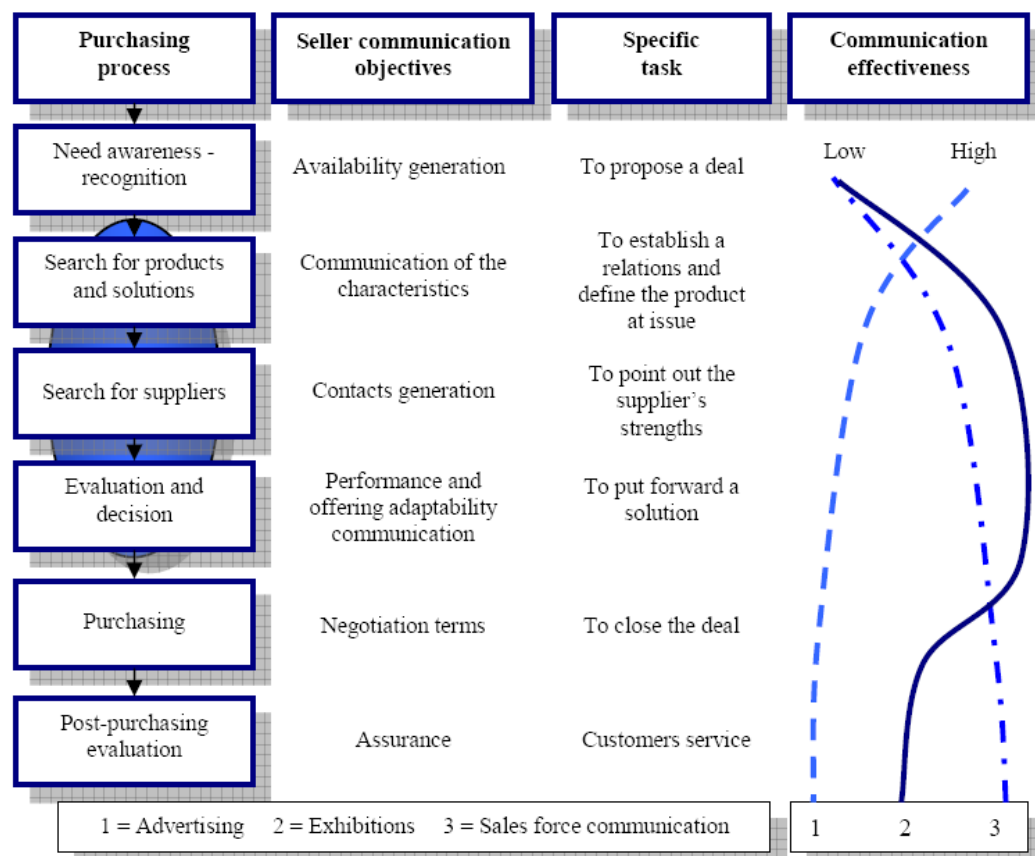 Purchasing
process
Seller communication
objectives
Specific
task
Communication
effectiveness
Need awareness -
recognition
Availability generation
To propose a deal
Low
High
Search for products
and solutions
Communication of the
characteristics
To establish a
relations and
define the product
at issue
Search for suppliers
Contacts generation
To point out the
supplier’s
strengths
Evaluation and
decision
Performance and
offering adaptability
communication
To put forward a
solution
Purchasing
Negotiation terms
To close the deal
Post-purchasing
evaluation
Assurance
Customers service
1 = Advertising 2 = Exhibitions 3 = Sales force communication
1 2 3